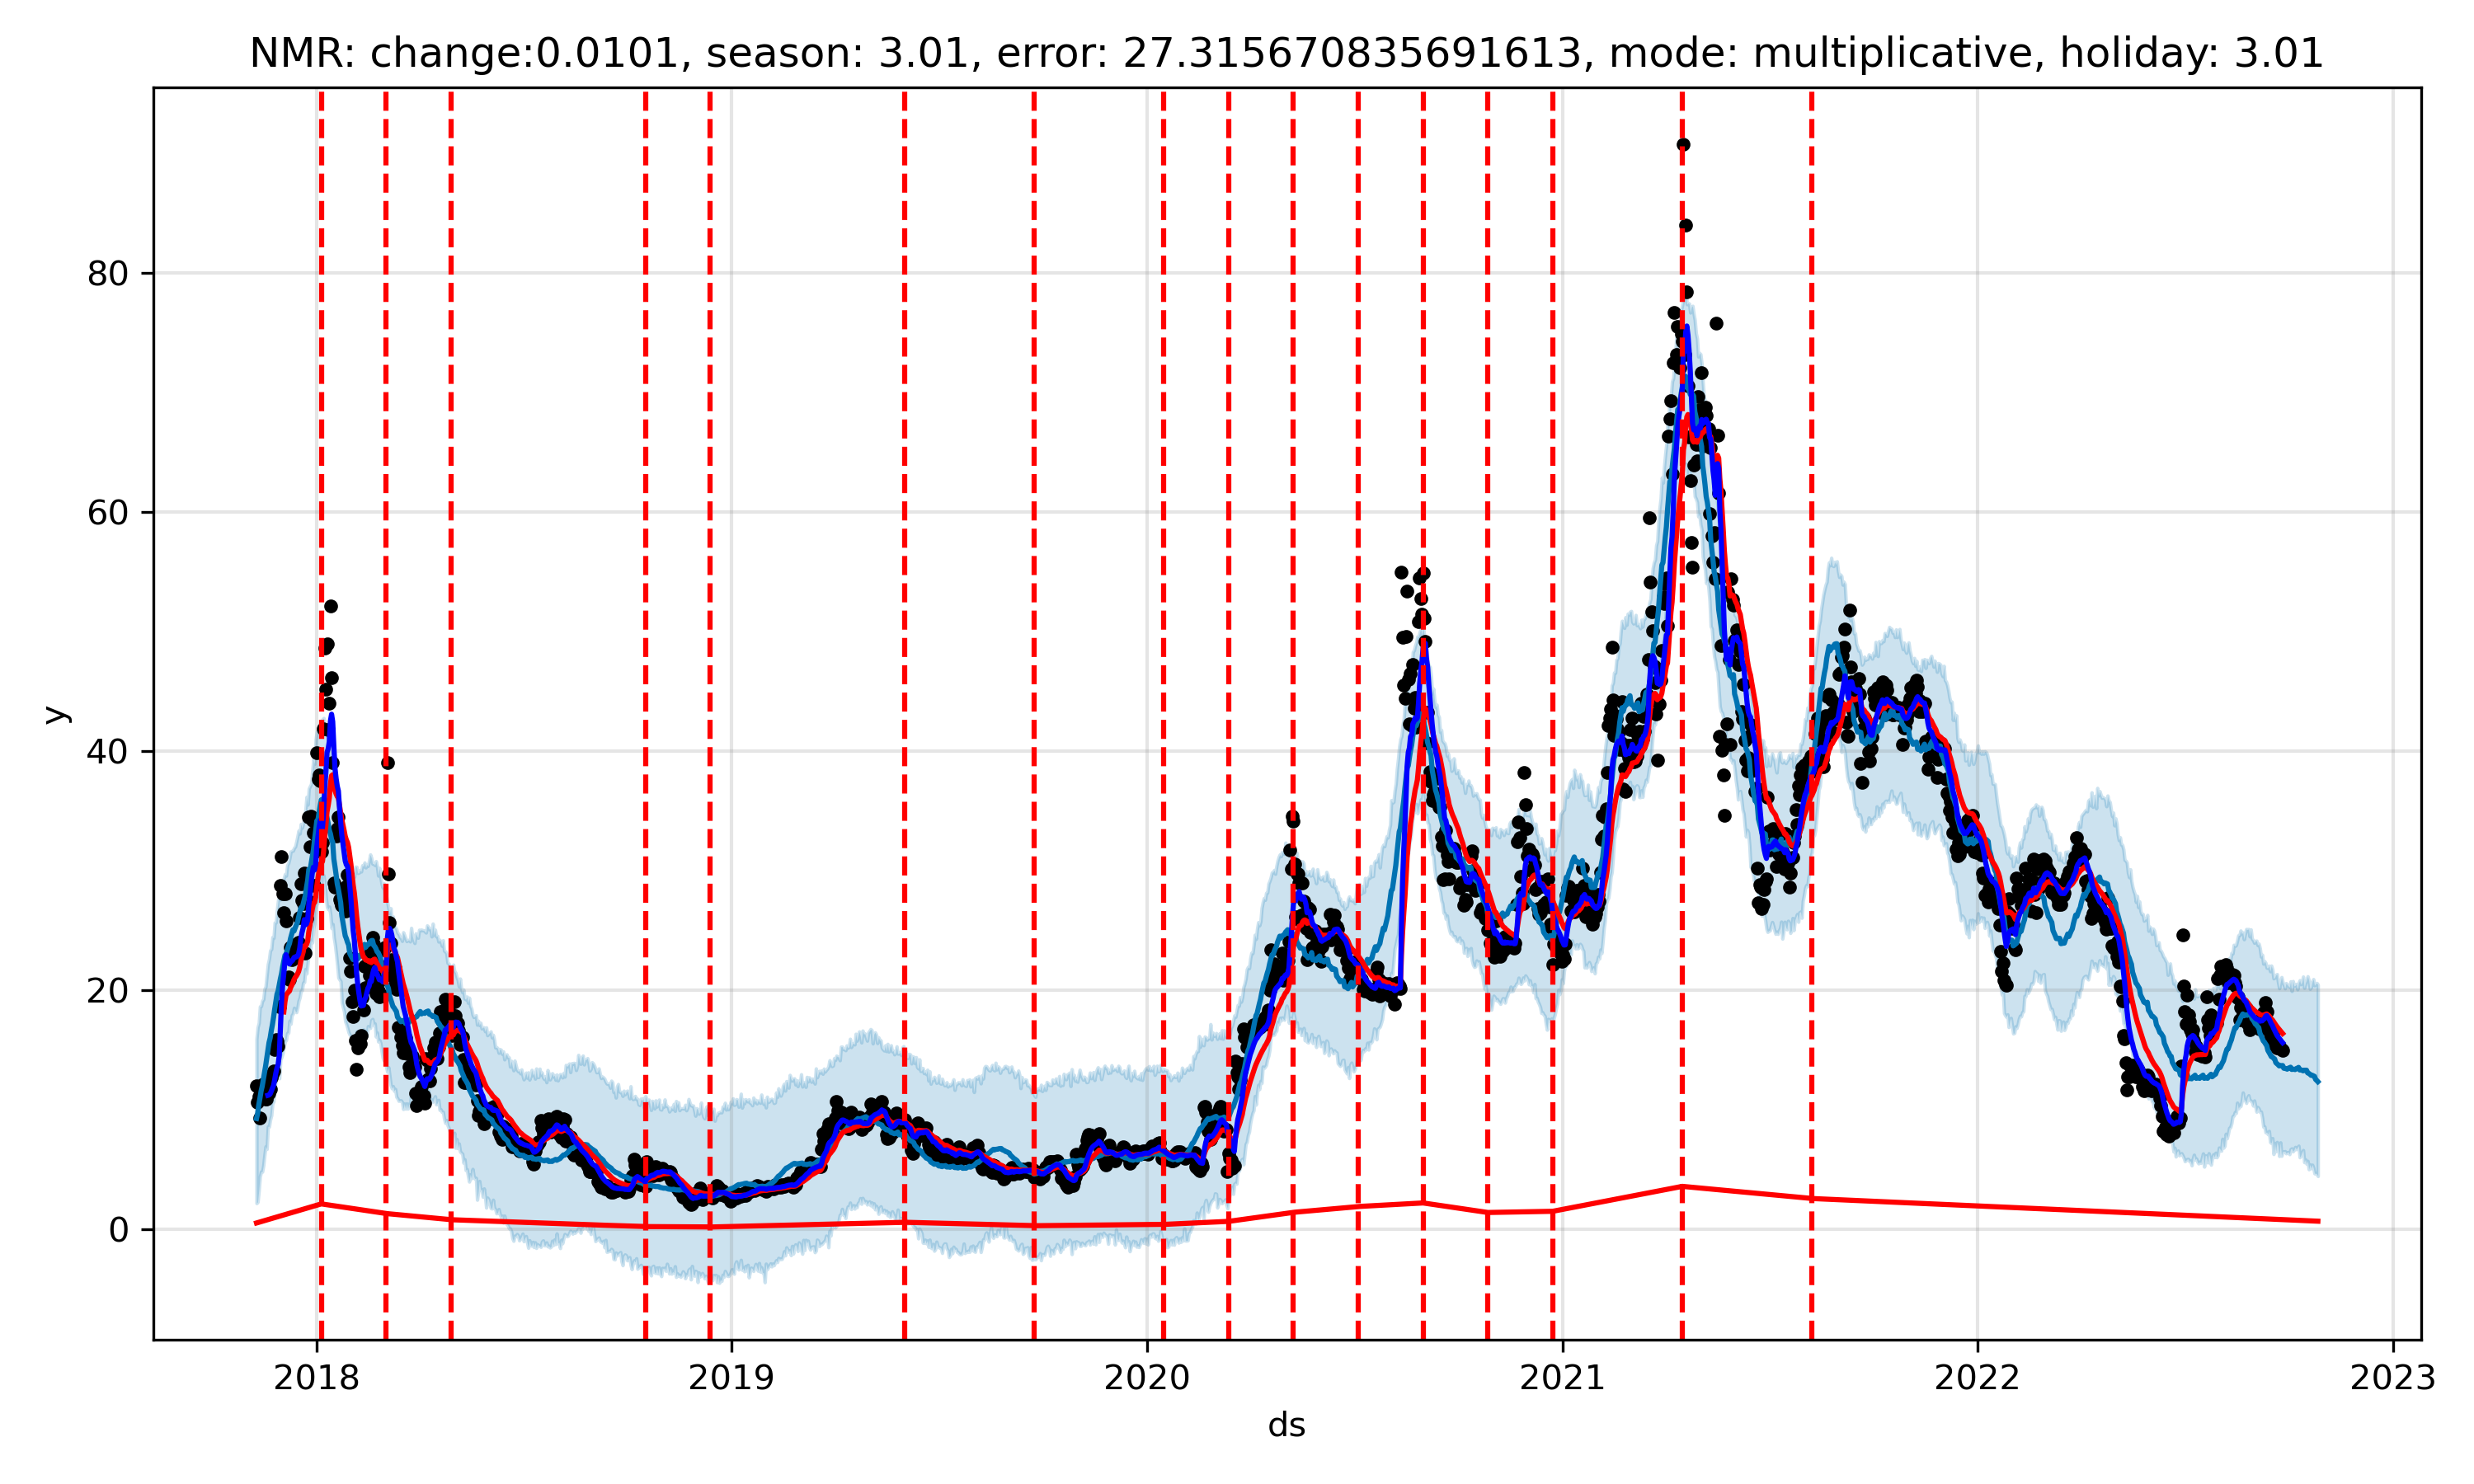 NMR: change:0.0101, season: 3.01, error: 27.315670835691613, mode: multiplicative, holiday: 3.01
y
80
60
40
20
0
2018 2019 2020 2021 2022 2023
ds